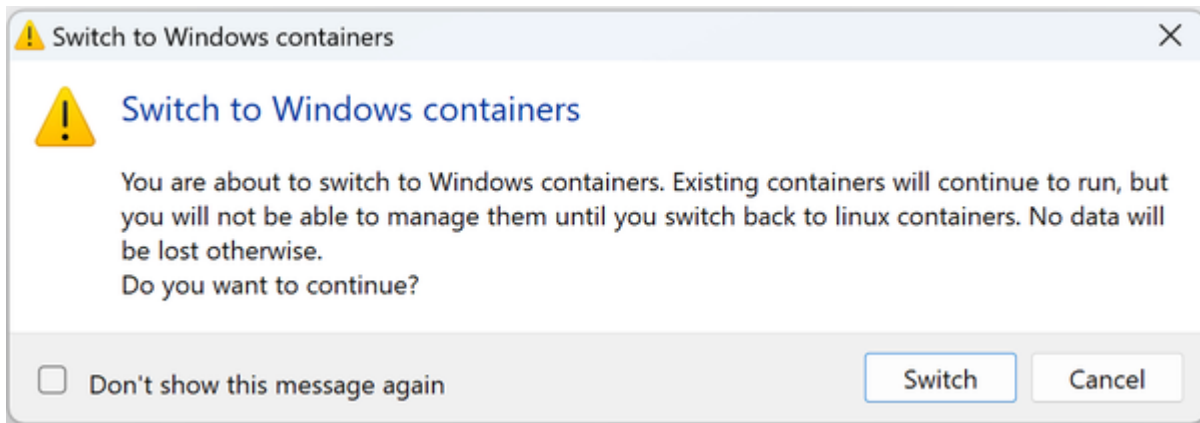 Switch to Windows containers
Switch to Windows containers
You are about to switch to Windows containers. Existing containers will continue to run, but
you will not be able to manage them until you switch back to linux containers. No data will
be lost otherwise.
Do you want to continue?
Don't show this message again
Switch
Cancel